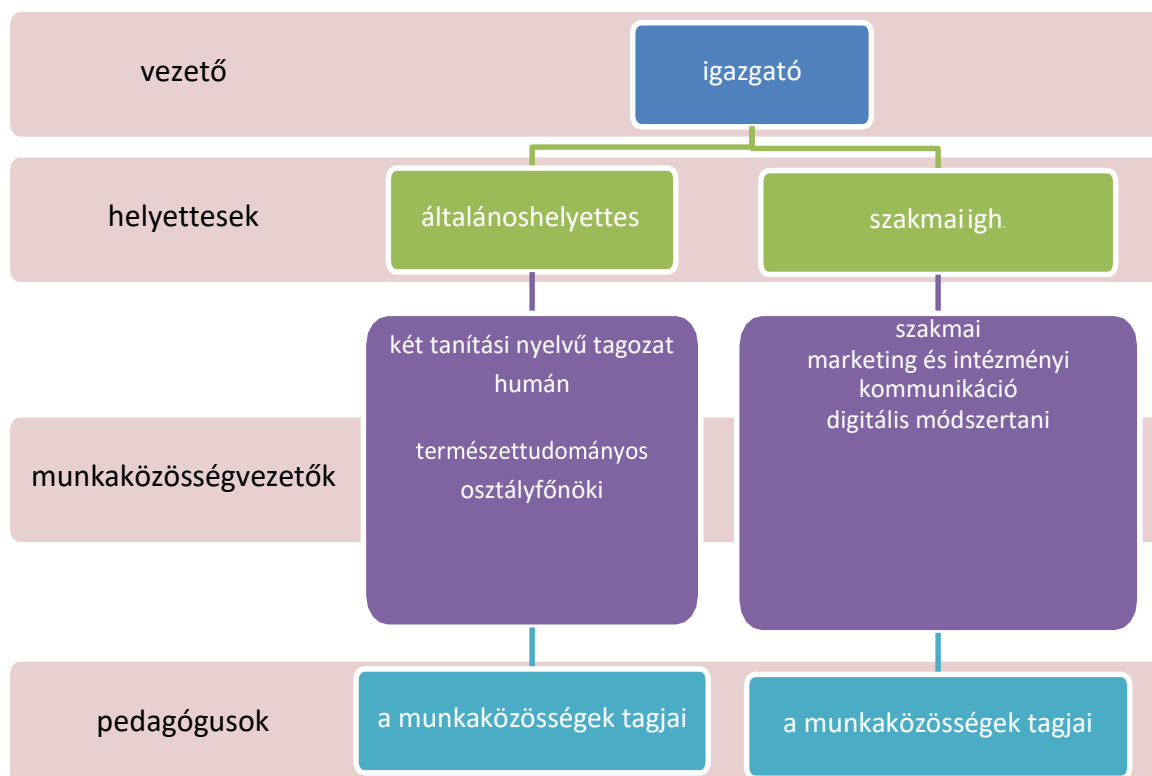 vezető
igazgató
helyettesek
általánoshelyettes
szakmai igh.
munkaközösségvezetők
két tanítási nyelvű tagozat
humán
természettudományos
osztályfőnöki
szakmai
marketing és intézményi
kommunikáció
digitális módszertani
pedagógusok
a munkaközösségek tagjai
a munkaközösségek tagjai